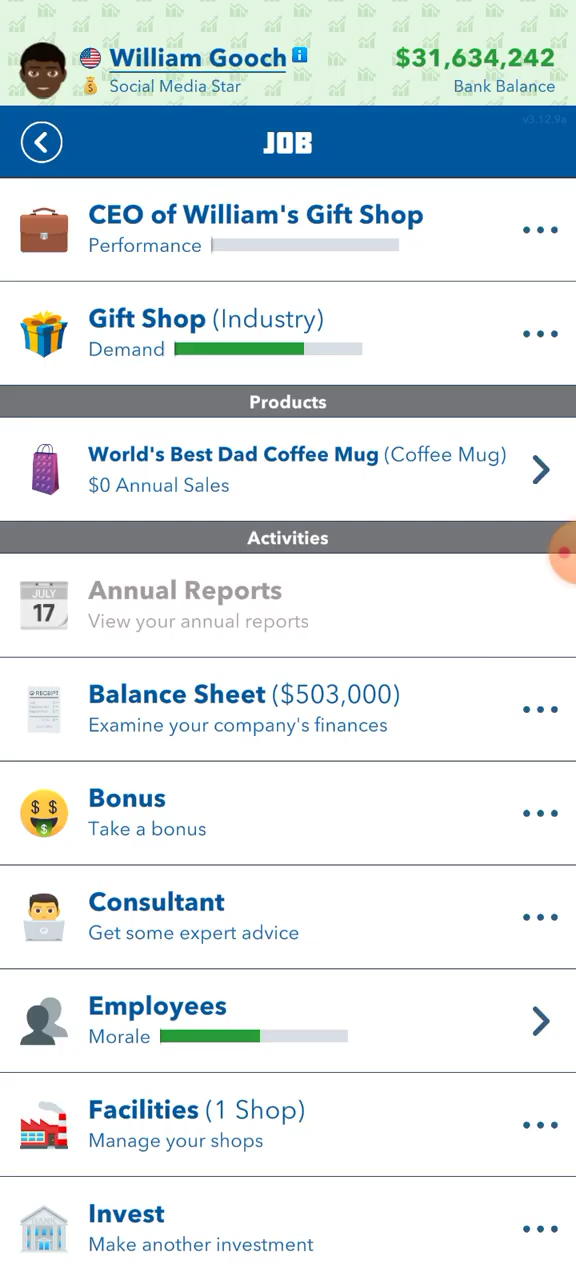 William Gooch
$31,634,242
Social Media Star
Bank Balance
v3.12.9a
JOB
CEO of William's Gift Shop
Performance
Gift Shop (Industry)
Demand
Products
World's Best Dad Coffee Mug (Coffee Mug)
$0 Annual Sales
Activities
JULY
17
Annual Reports
View your annual reports
RECEIPT
Balance Sheet ($503,000)
Examine your company's finances
Bonus
Take a bonus
Consultant
Get some expert advice
Employees
Morale
Facilities (1 Shop)
Manage your shops
BANK
Invest
Make another investment